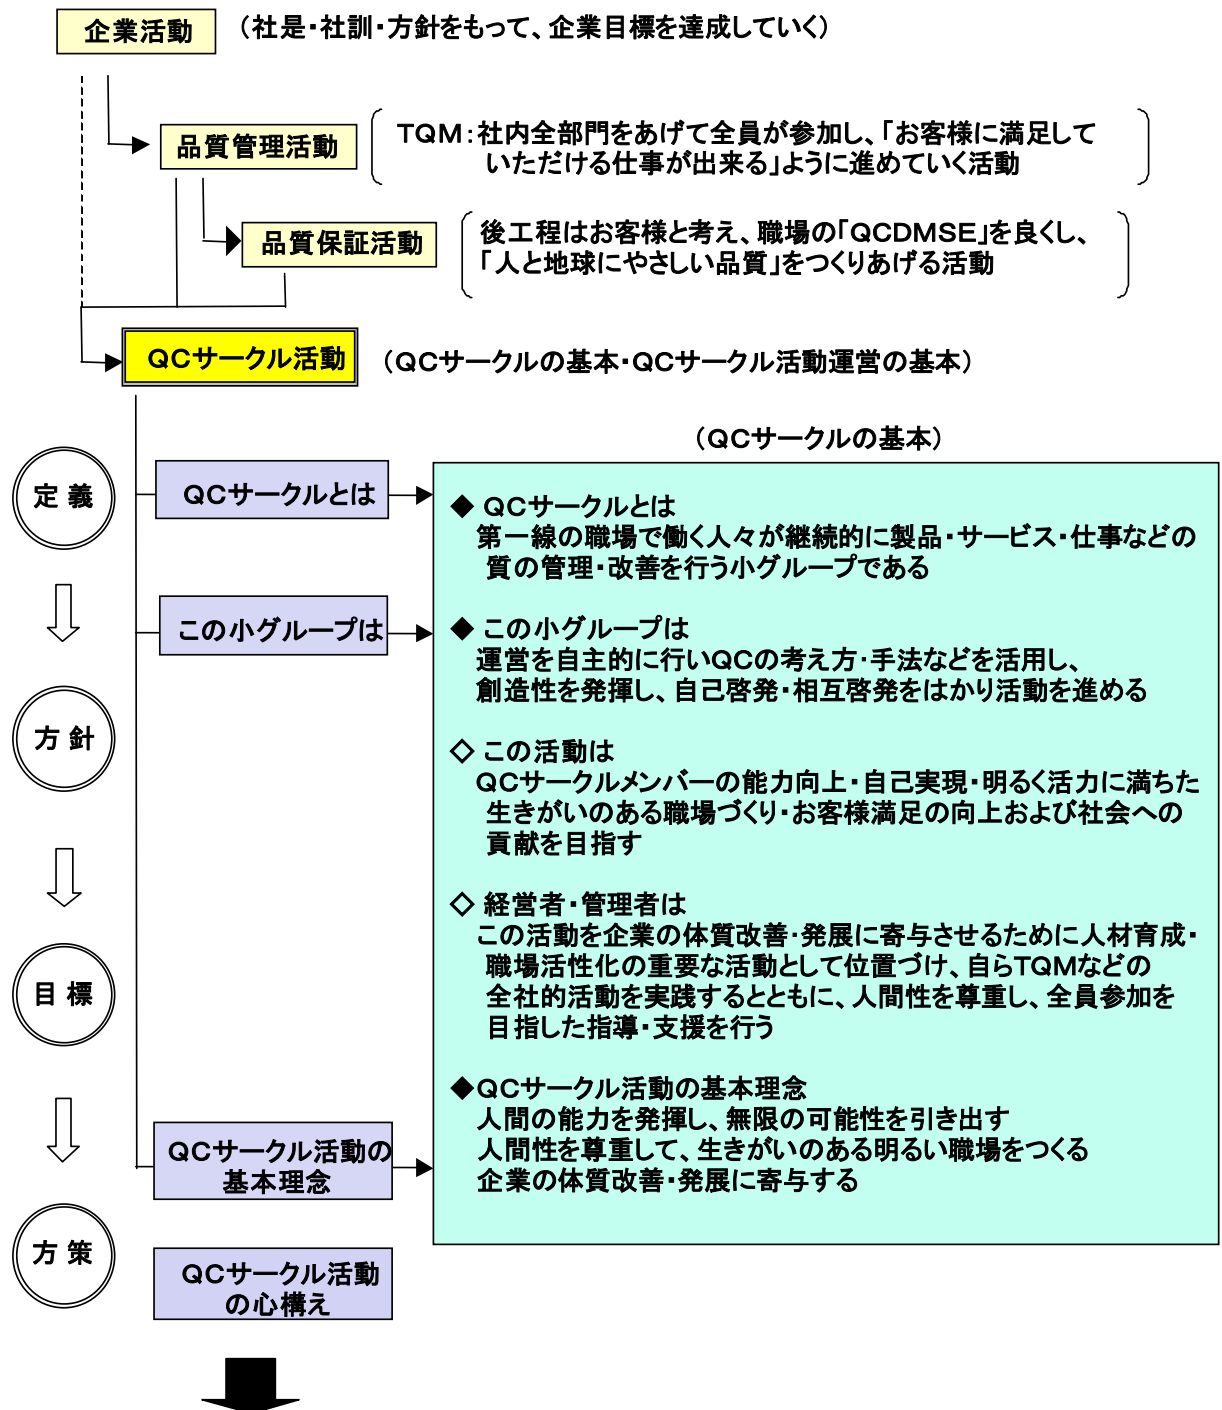 企業活動
（社是・社訓・方針をもって、企業目標を達成していく）
品質管理活動
TQM：社内全部門をあげて全員が参加し、「お客様に満足して
いただける仕事が出来る」ように進めていく活動
品質保証活動
後工程はお客様と考え、職場の「QCDMSE」を良くし、
「人と地球にやさしい品質」をつくりあげる活動
QCサークル活動
（QCサークルの基本・QCサークル活動運営の基本）
（QCサークルの基本）
定 義
QCサークルとは
◆ QCサークルとは
第一線の職場で働く人々が継続的に製品・サービス・仕事などの
質の管理・改善を行う小グループである
この小グループは
◆ この小グループは
運営を自主的に行いQCの考え方・手法などを活用し、
創造性を発揮し、自己啓発・相互啓発をはかり活動を進める
方 針
◇ この活動は
QCサークルメンバーの能力向上・自己実現・明るく活力に満ちた
生きがいのある職場づくり・お客様満足の向上および社会への
貢献を目指す
◇ 経営者・管理者は
この活動を企業の体質改善・発展に寄与させるために人材育成・
職場活性化の重要な活動として位置づけ、自らTQMなどの
全社的活動を実践するとともに、人間性を尊重し、全員参加を
目指した指導・支援を行う
目 標
◆QCサークル活動の基本理念
人間の能力を発揮し、無限の可能性を引き出す
人間性を尊重して、生きがいのある明るい職場をつくる
企業の体質改善・発展に寄与する
QCサークル活動の
基本理念
方 策
QCサークル活動
の心構え